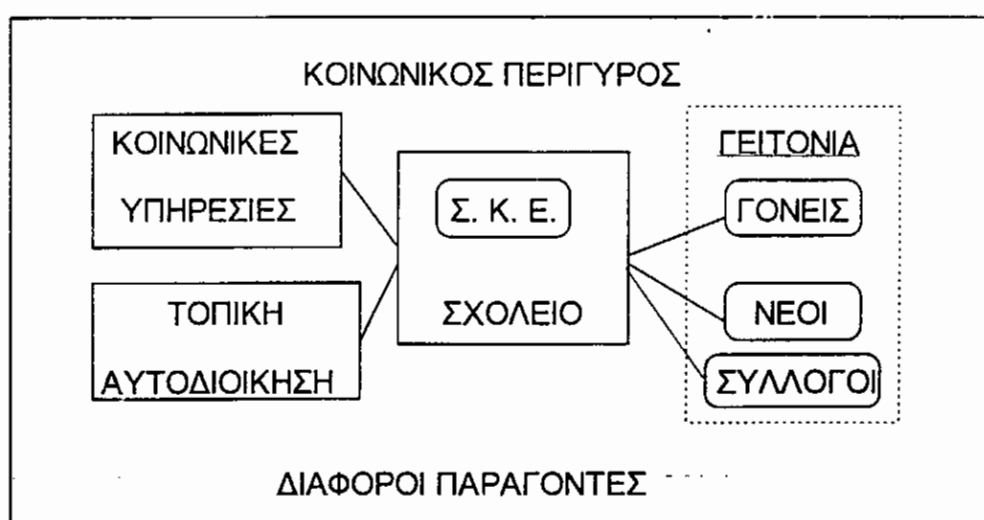 ΚΟΙΝΩΝΙΚΟΣ ΠΕΡΙΓΥΡΟΣ
ΚΟΙΝΩΝΙΚΕΣ
ΥΠΗΡΕΣΙΕΣ
ΤΟΠΙΚΗ
ΑΥΤΟΔΙΟΙΚΗΣΗ
Σ. Κ. Ε.
ΣΧΟΛΕΙΟ
ΓΕΙΤΟΝΙΑ
ΓΟΝΕΙΣ
ΝΕΟΙ
ΣΥΛΛΟΓΟΙ
ΔΙΑΦΟΡΟΙ ΠΑΡΑΓΟΝΤΕΣ